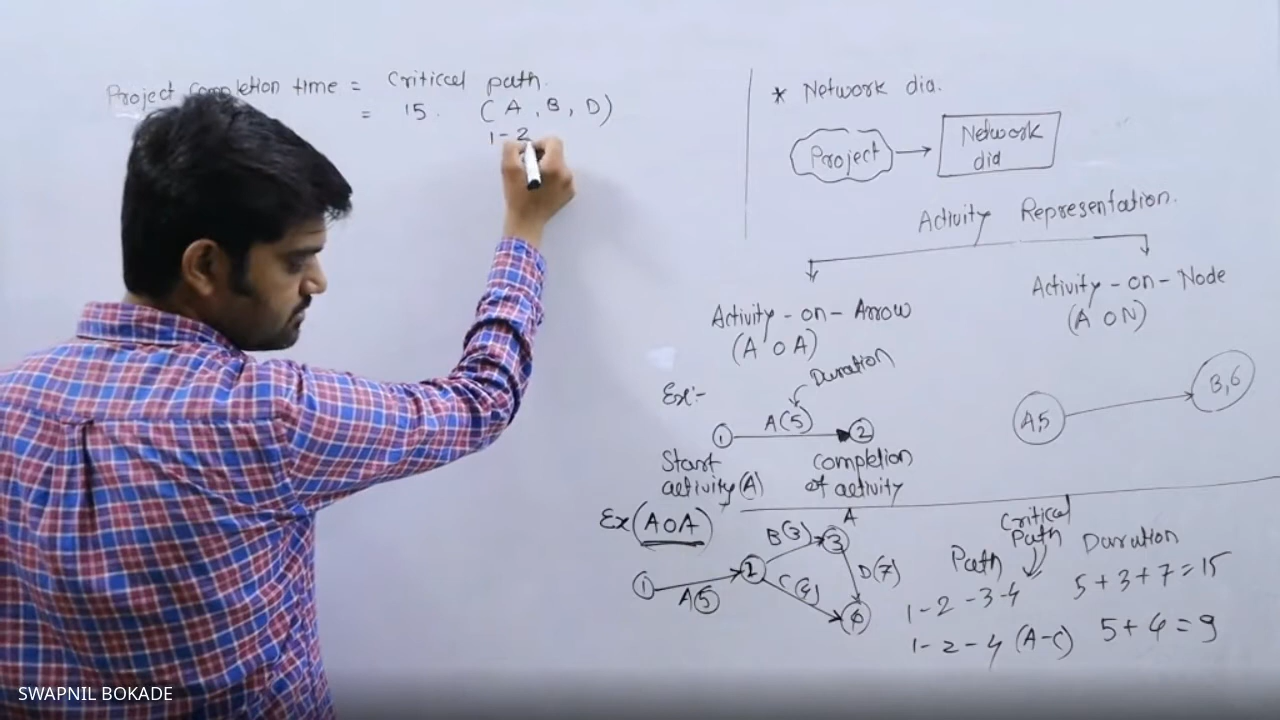 Project Completion time = Critical path.
= 15. (A, B, D)
1-2
* Network dia.
Project
Network
dia
Activity Representation.
Activity-on-Arrow
(A O A)
Activity-on-Node
(A ON)
Duration
Ex:-
1 A(5) 2
A,5
B,6
Start
activity (A)
Completion
of activity
Ex (AOA)
1 A(5) 2
B(3) 3 A
C(4)
D(7)
4
Critical
Path
Path Duration
1-2-3-4 5+3+7=15
1-2-4 (A-C) 5+4=9
SWAPNIL BOKADE